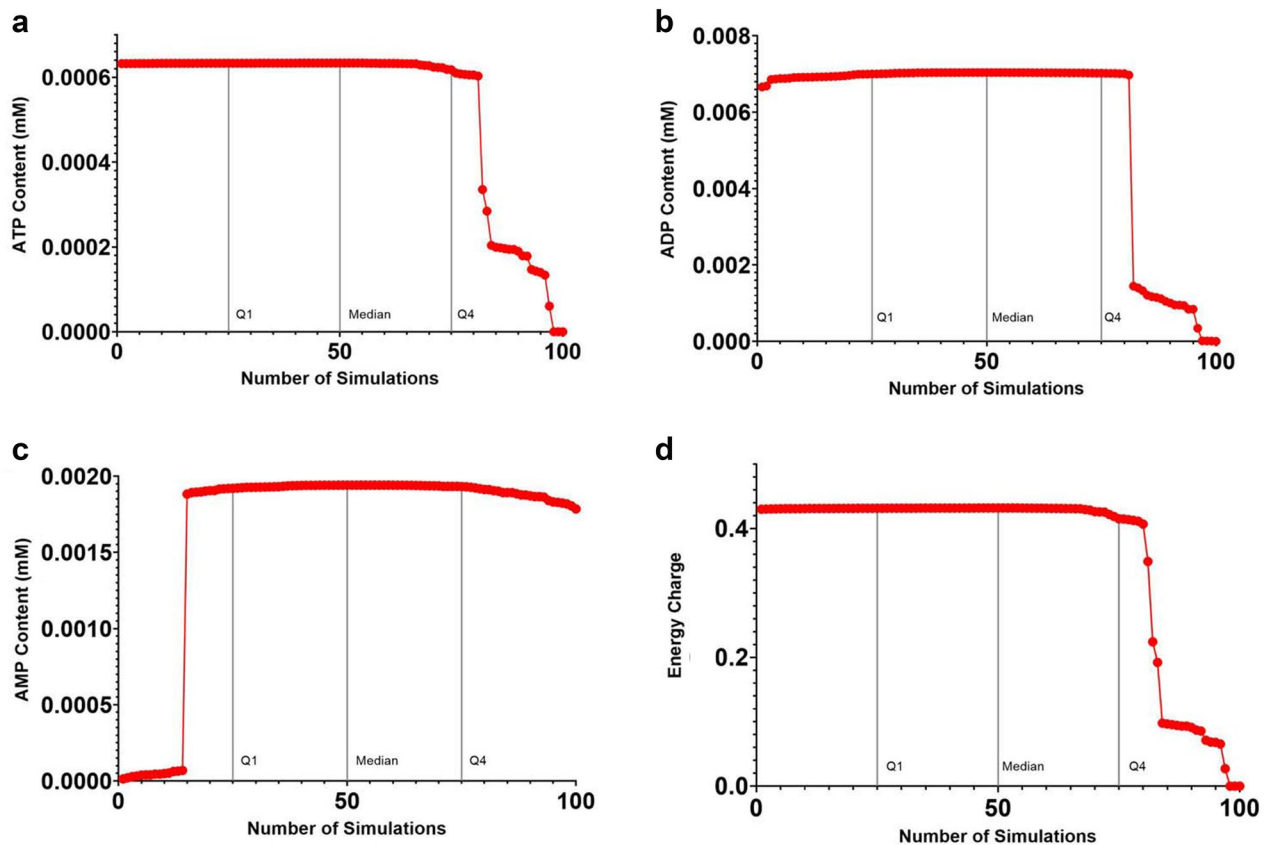 a
ATP Content (mM)
0.0006
0.0004
0.0002
0.0000
Q1
Median
Q4
0
50
100
Number of Simulations
b
ADP Content (mM)
0.008
0.006
0.004
0.002
0.000
Q1
Median
Q4
0
50
100
Number of Simulations
c
AMP Content (mM)
0.0020
0.0015
0.0010
0.0005
0.0000
Q1
Median
Q4
0
50
100
Number of Simulations
d
Energy Charge
0.4
0.2
0.0
Q1
Median
Q4
0
50
100
Number of Simulations